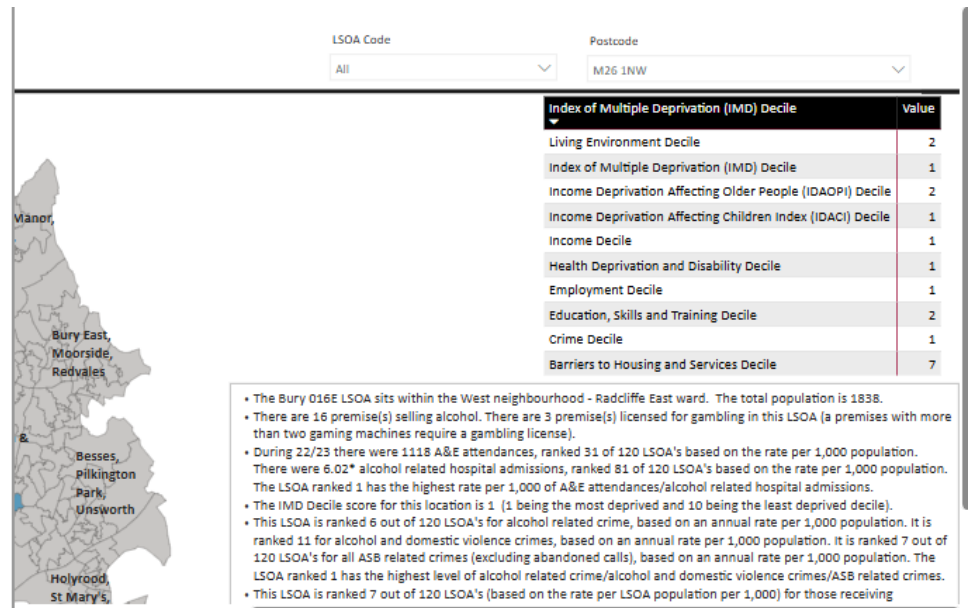 LSOA Code
Postcode
All
M26 1NW
Index of Multiple Deprivation (IMD) Decile Value
Living Environment Decile 2
Index of Multiple Deprivation (IMD) Decile 1
Income Deprivation Affecting Older People (IDAOPI) Decile 2
Income Deprivation Affecting Children Index (IDACI) Decile 1
Income Decile 1
Health Deprivation and Disability Decile 1
Employment Decile 1
Education, Skills and Training Decile 2
Crime Decile 1
Barriers to Housing and Services Decile 7
Manor,
Bury East,
Moorside,
Redvales
&
Besses,
Pilkington
Park,
Unsworth
Holyrood,
St Mary's,
• The Bury 016E LSOA sits within the West neighbourhood - Radcliffe East ward. The total population is 1838.
• There are 16 premise(s) selling alcohol. There are 3 premise(s) licensed for gambling in this LSOA (a premises with more
than two gaming machines require a gambling license).
• During 22/23 there were 1118 A&E attendances, ranked 31 of 120 LSOA's based on the rate per 1,000 population.
There were 6.02* alcohol related hospital admissions, ranked 81 of 120 LSOA's based on the rate per 1,000 population.
The LSOA ranked 1 has the highest rate per 1,000 of A&E attendances/alcohol related hospital admissions.
• The IMD Decile score for this location is 1 (1 being the most deprived and 10 being the least deprived decile).
• This LSOA is ranked 6 out of 120 LSOA's for alcohol related crime, based on an annual rate per 1,000 population. It is
ranked 11 for alcohol and domestic violence crimes, based on an annual rate per 1,000 population. It is ranked 7 out of
120 LSOA's for all ASB related crimes (excluding abandoned calls), based on an annual rate per 1,000 population. The
LSOA ranked 1 has the highest level of alcohol related crime/alcohol and domestic violence crimes/ASB related crimes.
• This LSOA is ranked 7 out of 120 LSOA's (based on the rate per LSOA population per 1,000) for those receiving